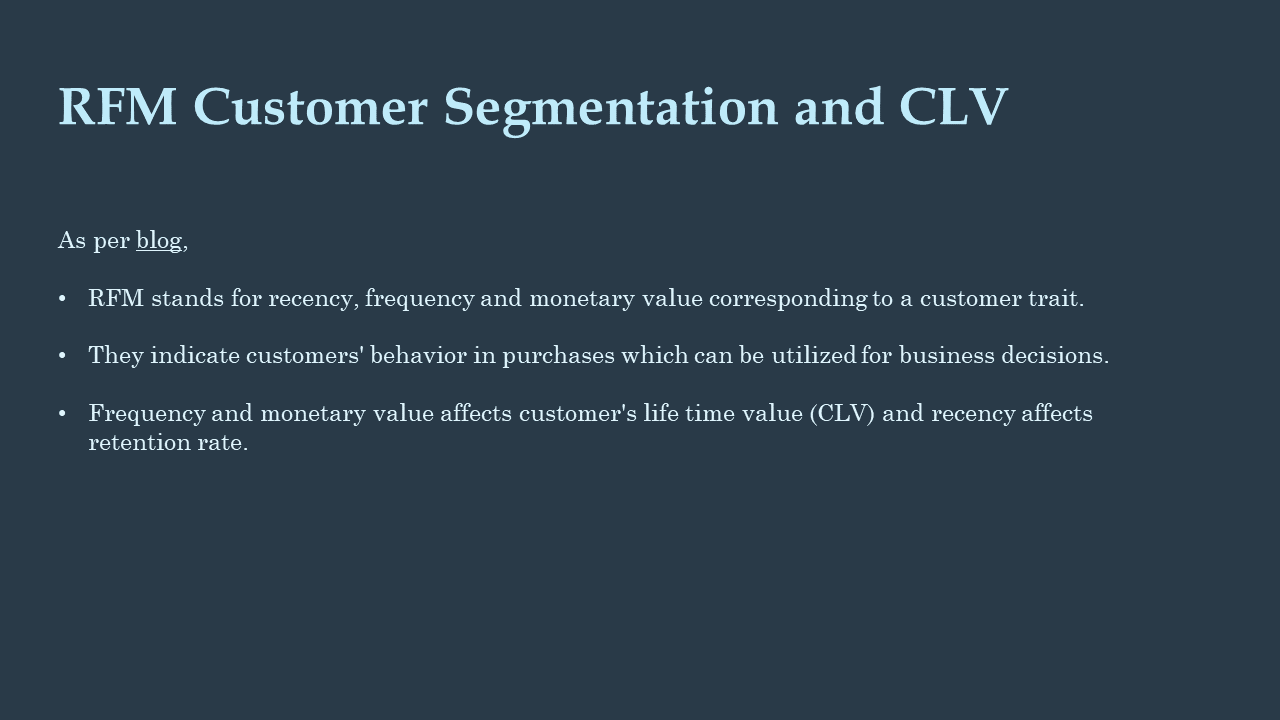 RFM Customer Segmentation and CLV
As per blog,
• RFM stands for recency, frequency and monetary value corresponding to a customer trait.
• They indicate customers' behavior in purchases which can be utilized for business decisions.
• Frequency and monetary value affects customer's life time value (CLV) and recency affects
retention rate.